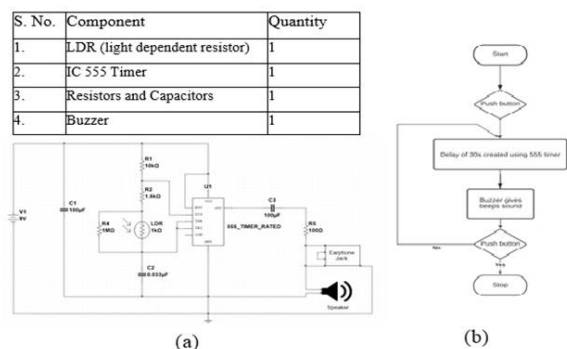 S. No. Component Quantity
1. LDR (light dependent resistor) 1
2. IC 555 Timer 1
3. Resistors and Capacitors 1
4. Buzzer 1
V1
9V
C1
100µF
R1
10kΩ
R2
1.8kΩ
R4
1MΩ
LDR
1kΩ
C2
0.033µF
U1
555_TIMER_RATED
C3
100µF
R5
100Ω
Earphone
Jack
Speaker
(a)
Start
Push button
Delay of 30s created using 555 timer
Buzzer gives
beeps sound
Push button
No
Yes
Stop
(b)